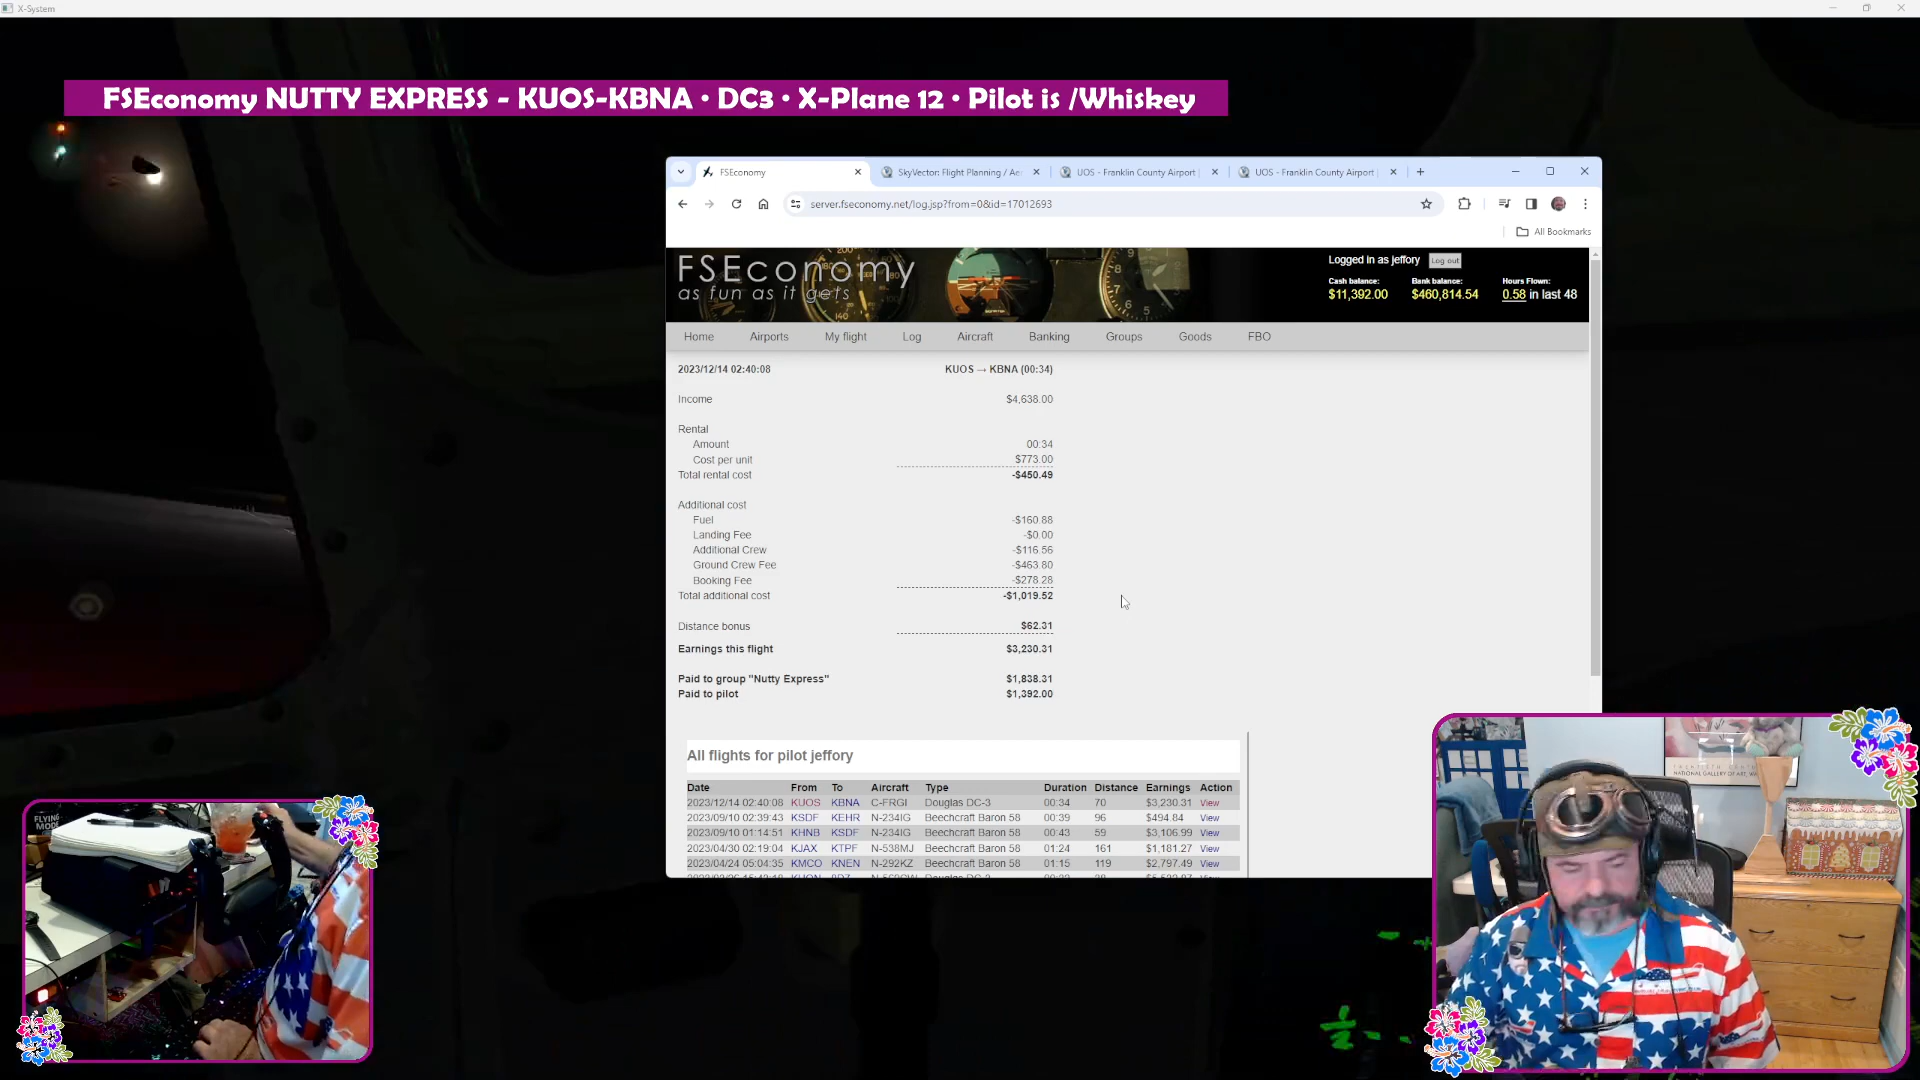 X-System
FSEconomy NUTTY EXPRESS - KUOS-KBNA • DC3 • X-Plane 12 • Pilot is /Whiskey
FSEconomy
SkyVector: Flight Planning / Ae
UOS - Franklin County Airport
UOS - Franklin County Airport
server.fseconomy.net/log.jsp?from=0&id=17012693
All Bookmarks
FSEconomy
as fun as it gets
Logged in as jeffory Log out
Cash balance: Bank balance: Hours Flown:
$11,392.00 $460,814.54 0.58 in last 48
Home Airports My flight Log Aircraft Banking Groups Goods FBO
2023/12/14 02:40:08 KUOS → KBNA (00:34)
Income $4,638.00
Rental
Amount 00:34
Cost per unit $773.00
Total rental cost -$450.49
Additional cost
Fuel -$160.88
Landing Fee -$0.00
Additional Crew -$116.56
Ground Crew Fee -$463.80
Booking Fee -$278.28
Total additional cost -$1,019.52
Distance bonus $62.31
Earnings this flight $3,230.31
Paid to group "Nutty Express" $1,838.31
Paid to pilot $1,392.00
All flights for pilot jeffory
Date From To Aircraft Type Duration Distance Earnings Action
2023/12/14 02:40:08 KUOS KBNA C-FRGI Douglas DC-3 00:34 70 $3,230.31 View
2023/09/10 02:39:43 KSDF KEHR N-234IG Beechcraft Baron 58 00:39 96 $494.84 View
2023/09/10 01:14:51 KHNB KSDF N-234IG Beechcraft Baron 58 00:43 59 $3,106.99 View
2023/04/30 02:19:04 KJAX KTPF N-538MJ Beechcraft Baron 58 01:24 161 $1,181.27 View
2023/04/24 05:04:35 KMCO KNEN N-292KZ Beechcraft Baron 58 01:15 119 $2,797.49 View
FLYING
MODE
NATIONAL GALLERY OF ART, WA